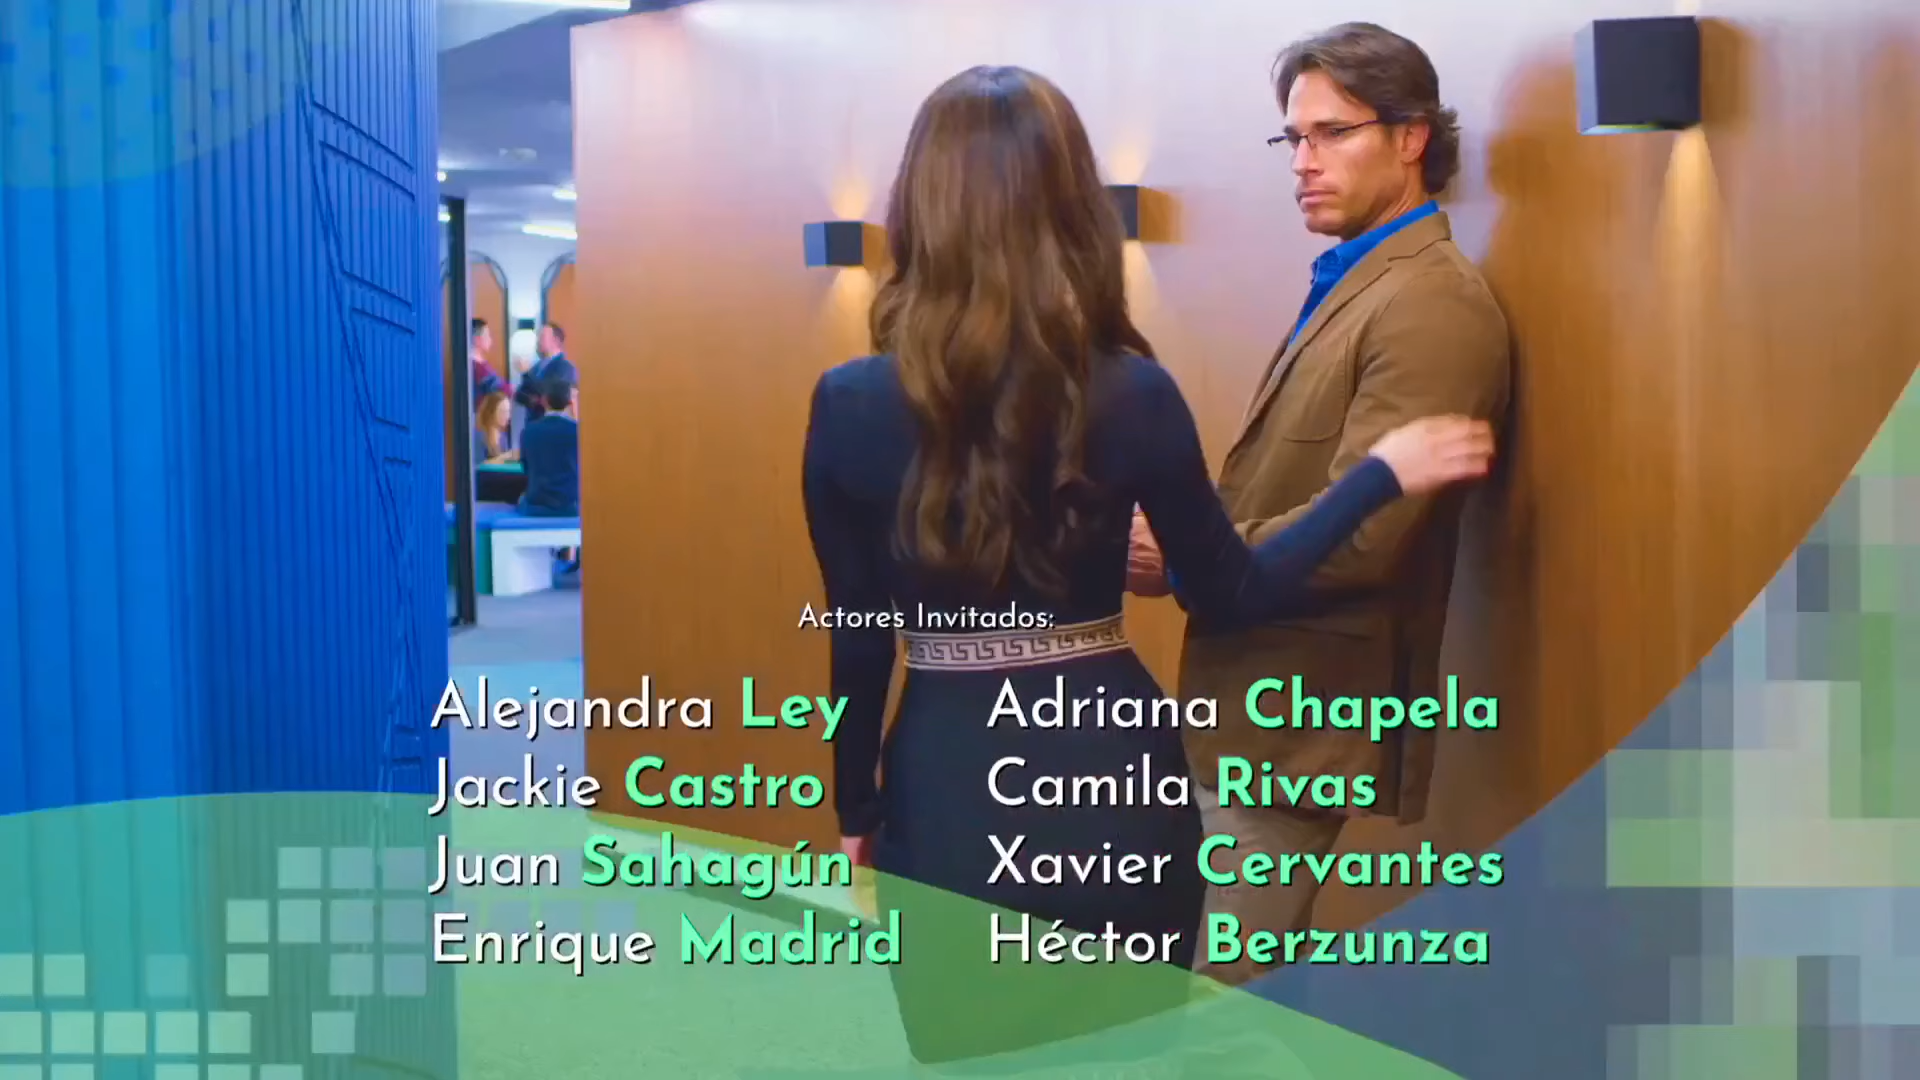 Actores Invitados:
Alejandra Ley
Adriana Chapela
Jackie Castro
Camila Rivas
Juan Sahagún
Xavier Cervantes
Enrique Madrid
Héctor Berzunza